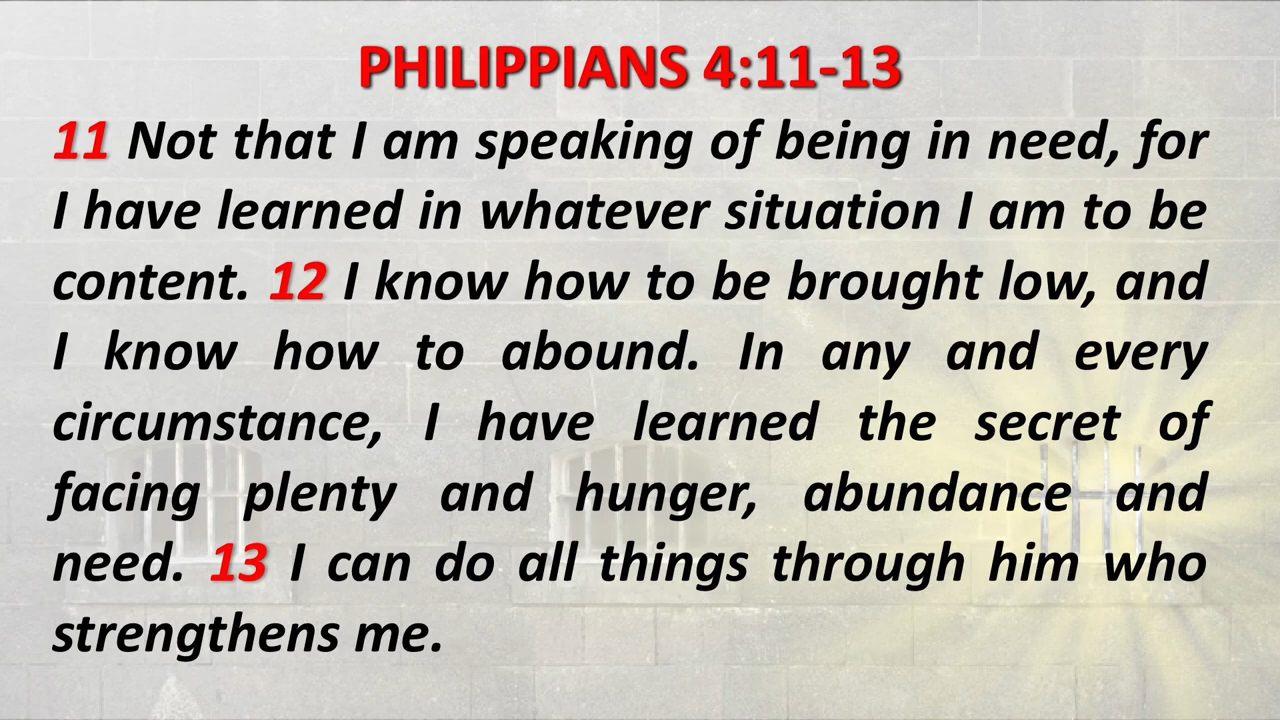 PHILIPPIANS 4:11-13
11 Not that I am speaking of being in need, for
I have learned in whatever situation I am to be
content. 12 I know how to be brought low, and
I know how to abound. In any and every
circumstance, I have learned the secret of
facing plenty and hunger, abundance and
need. 13 I can do all things through him who
strengthens me.